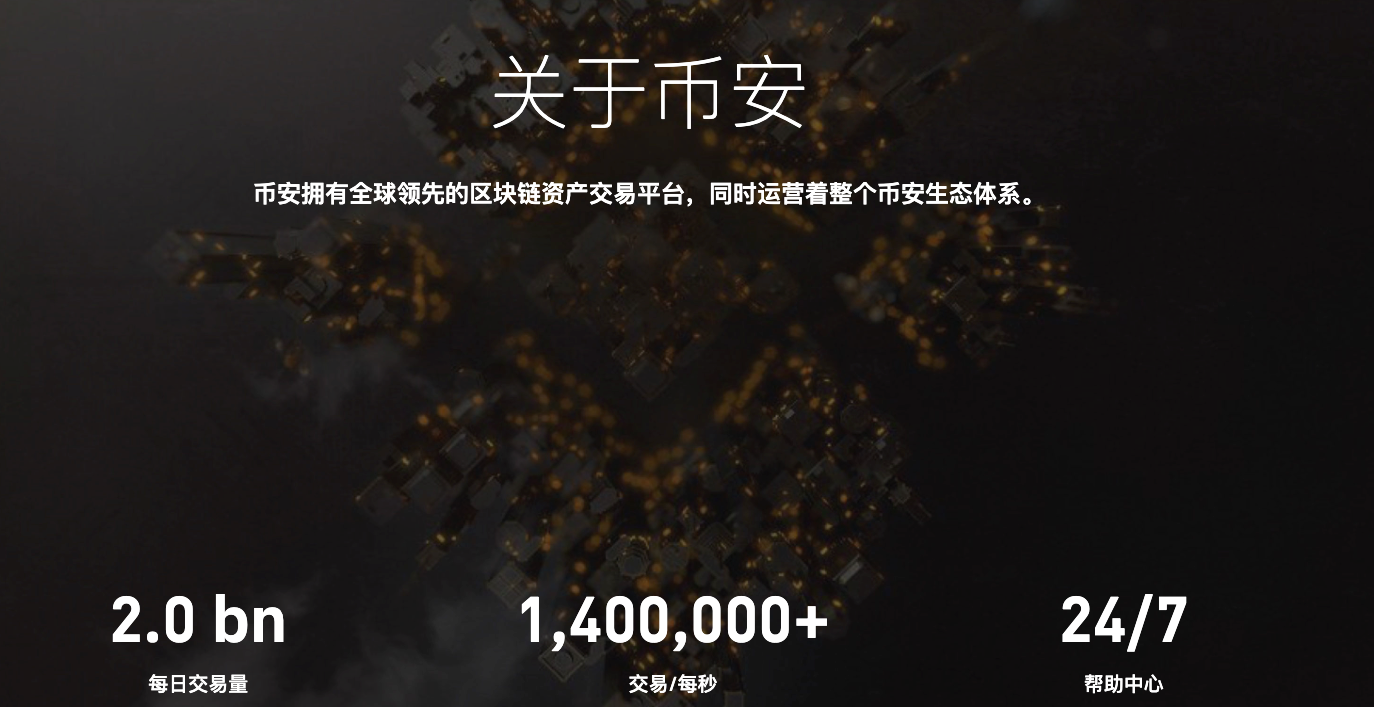 关于币安
币安拥有全球领先的区块链资产交易平台，同时运营着整个币安生态体系。
2.0 bn
1,400,000+
24/7
每日交易量
交易/每秒
帮助中心